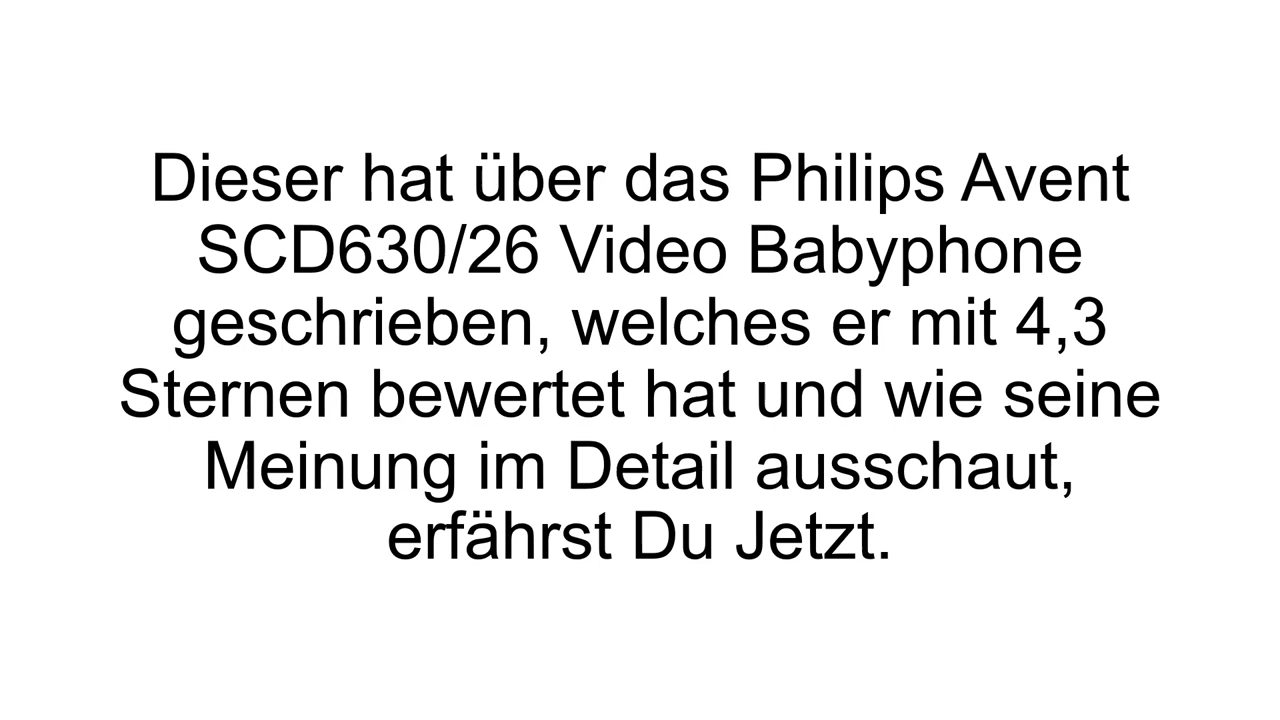 Dieser hat über das Philips Avent
SCD630/26 Video Babyphone
geschrieben, welches er mit 4,3
Sternen bewertet hat und wie seine
Meinung im Detail ausschaut,
erfährst Du Jetzt.